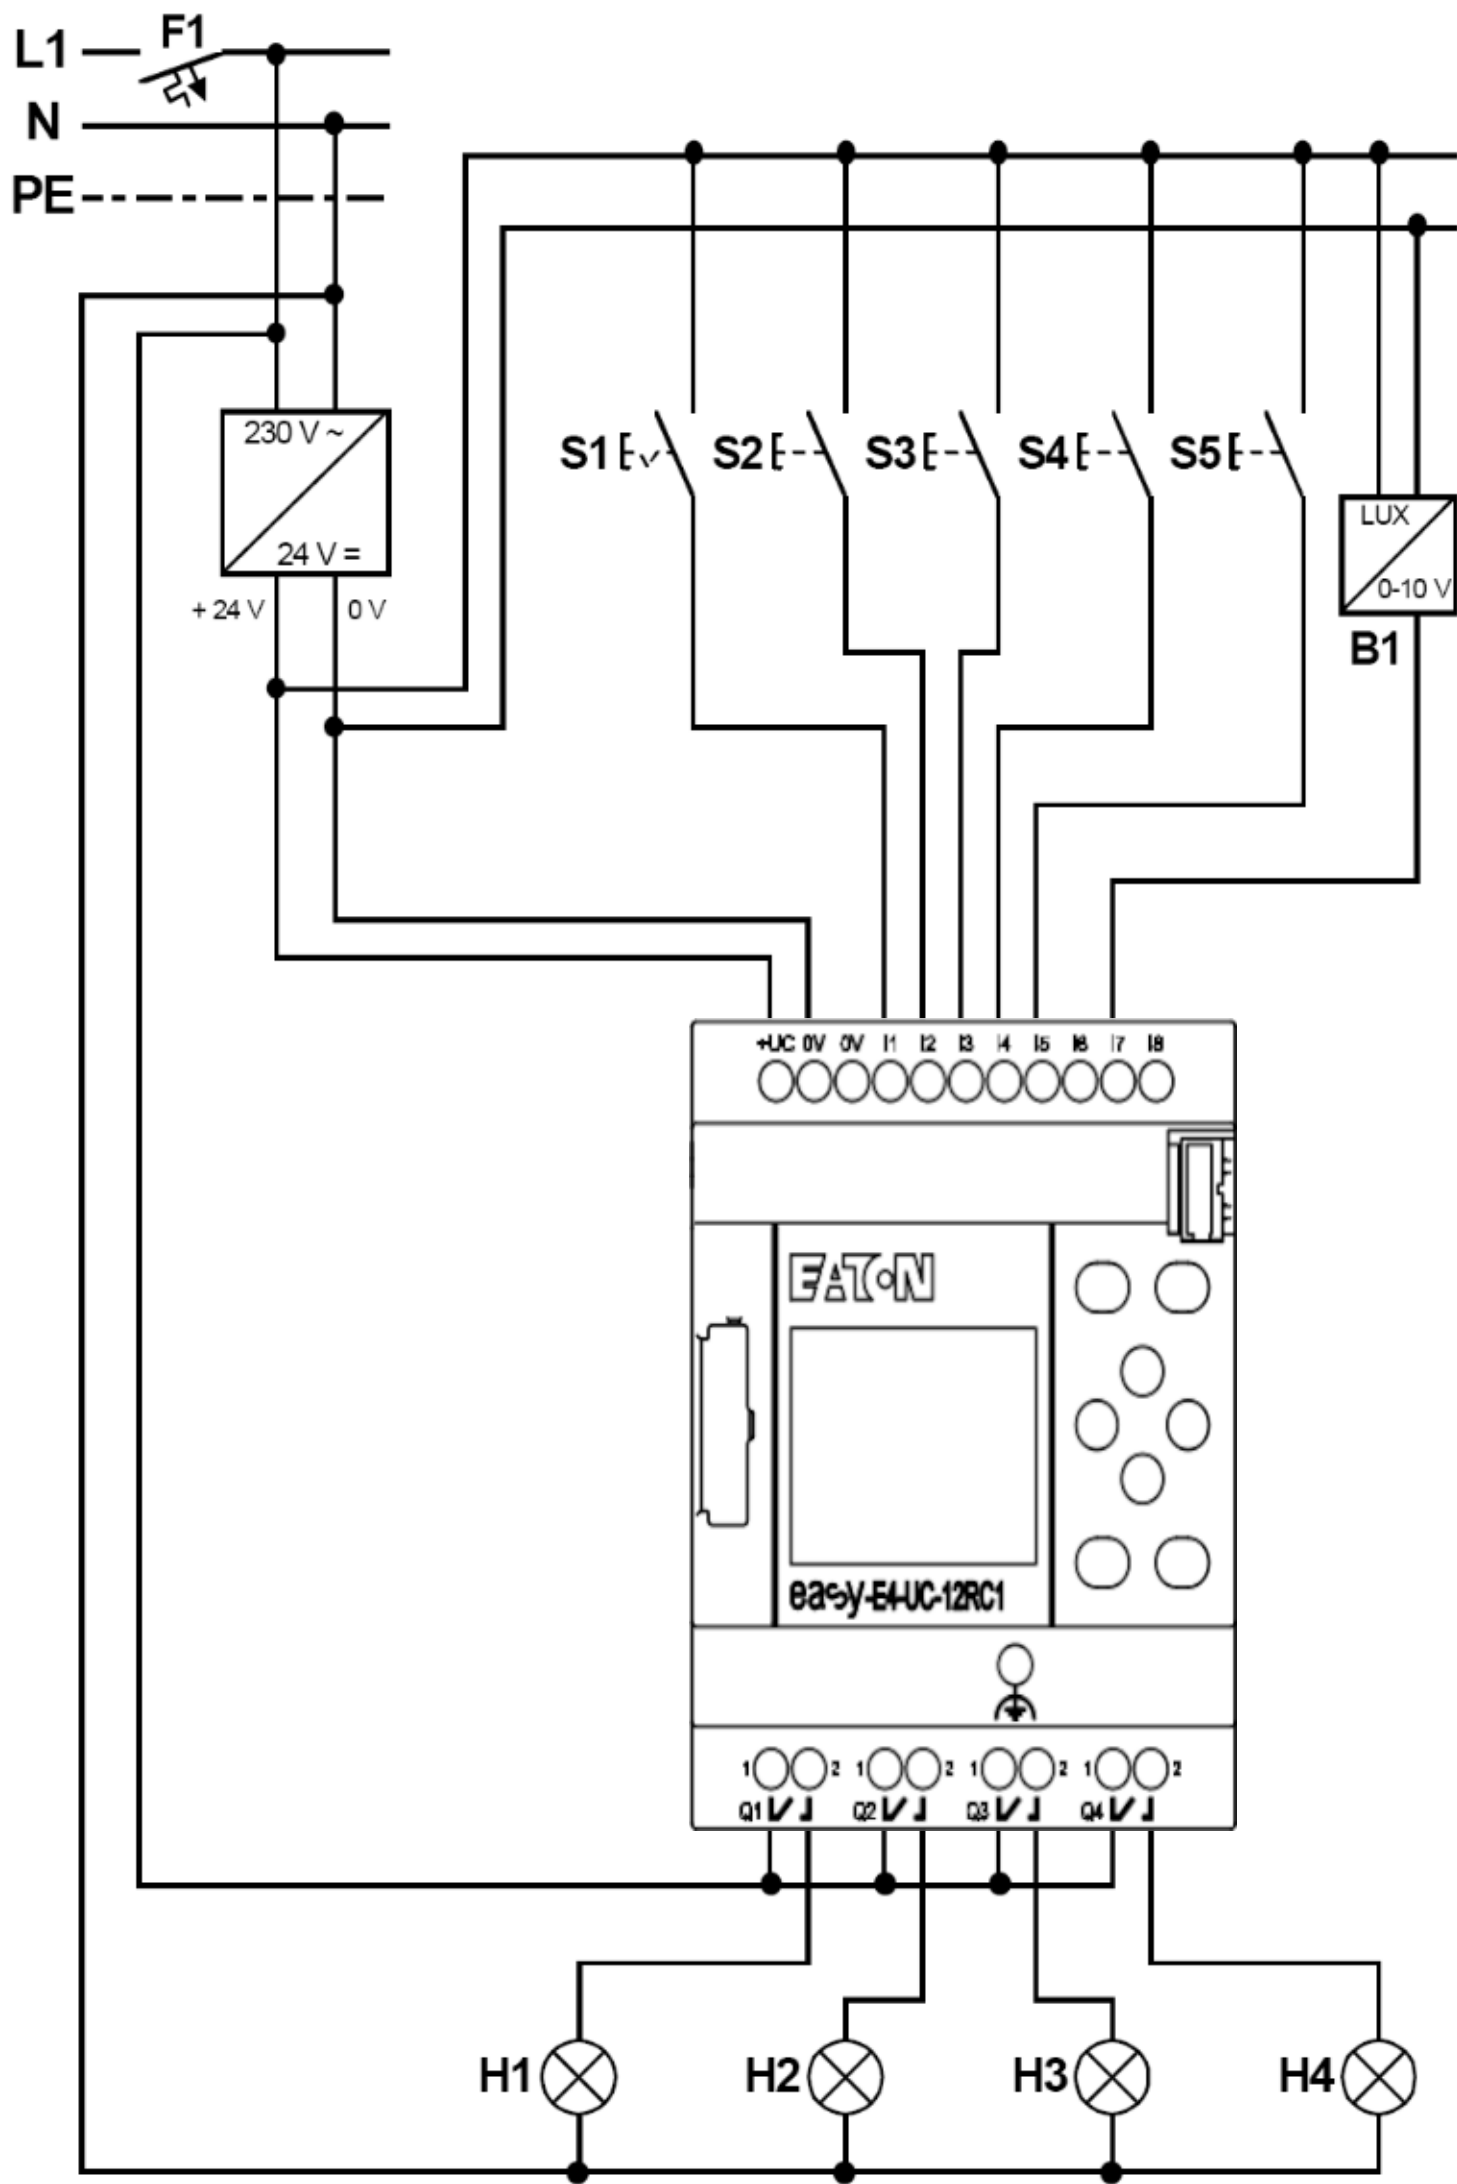 F1
L1
N
PE
230 V ~
24 V =
+ 24 V
0 V
S1
S2
S3
S4
S5
LUX
0-10 V
B1
+UC 0V 0V I1 I2 I3 I4 I5 I6 I7 I8
EATON
easy-E4-UC-12RC1
1 2 1 2 1 2 1 2
Q1 Q2 Q3 Q4
H1
H2
H3
H4